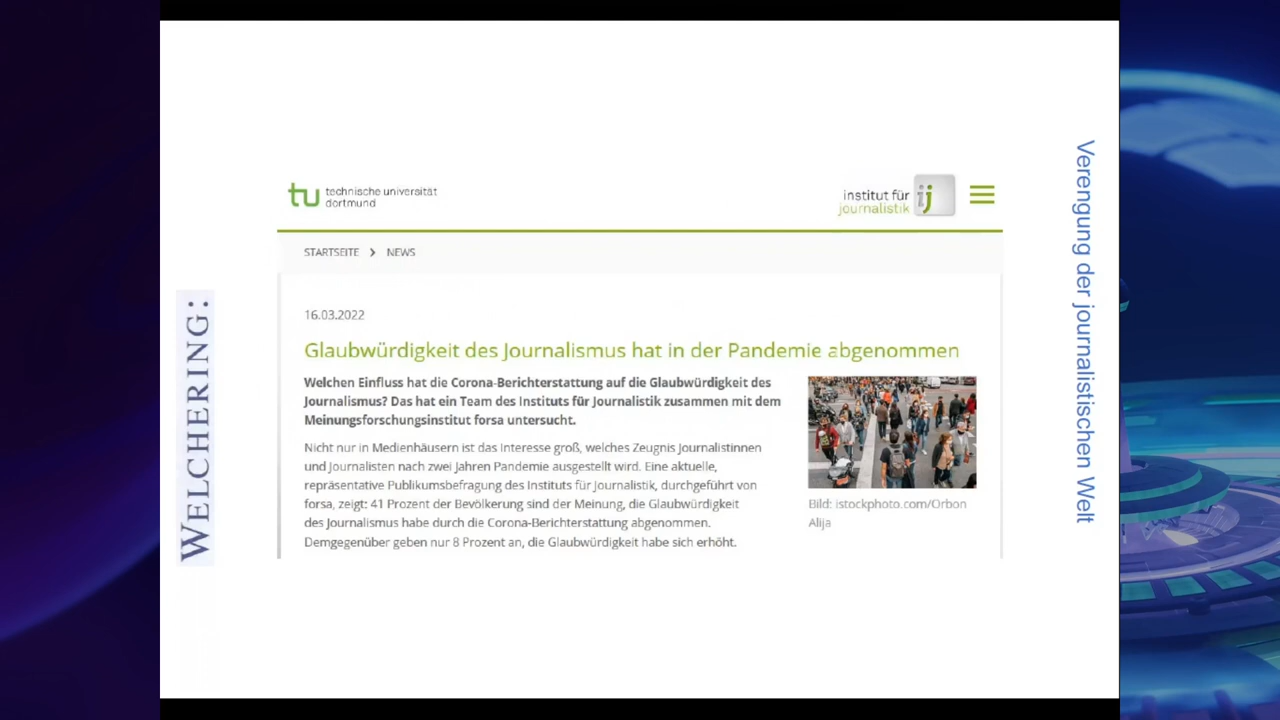 WELCHERING:
technische universität
dortmund
institut für
journalistik
ij
STARTSEITE > NEWS
16.03.2022
Glaubwürdigkeit des Journalismus hat in der Pandemie abgenommen
Welchen Einfluss hat die Corona-Berichterstattung auf die Glaubwürdigkeit des
Journalismus? Das hat ein Team des Instituts für Journalistik zusammen mit dem
Meinungsforschungsinstitut forsa untersucht.
Nicht nur in Medienhäusern ist das Interesse groß, welches Zeugnis Journalistinnen
und Journalisten nach zwei Jahren Pandemie ausgestellt wird. Eine aktuelle,
repräsentative Publikumsbefragung des Instituts für Journalistik, durchgeführt von
forsa, zeigt: 41 Prozent der Bevölkerung sind der Meinung, die Glaubwürdigkeit
des Journalismus habe durch die Corona-Berichterstattung abgenommen.
Demgegenüber geben nur 8 Prozent an, die Glaubwürdigkeit habe sich erhöht.
Bild: istockphoto.com/Orbon
Alija
Verengung der journalistischen Welt